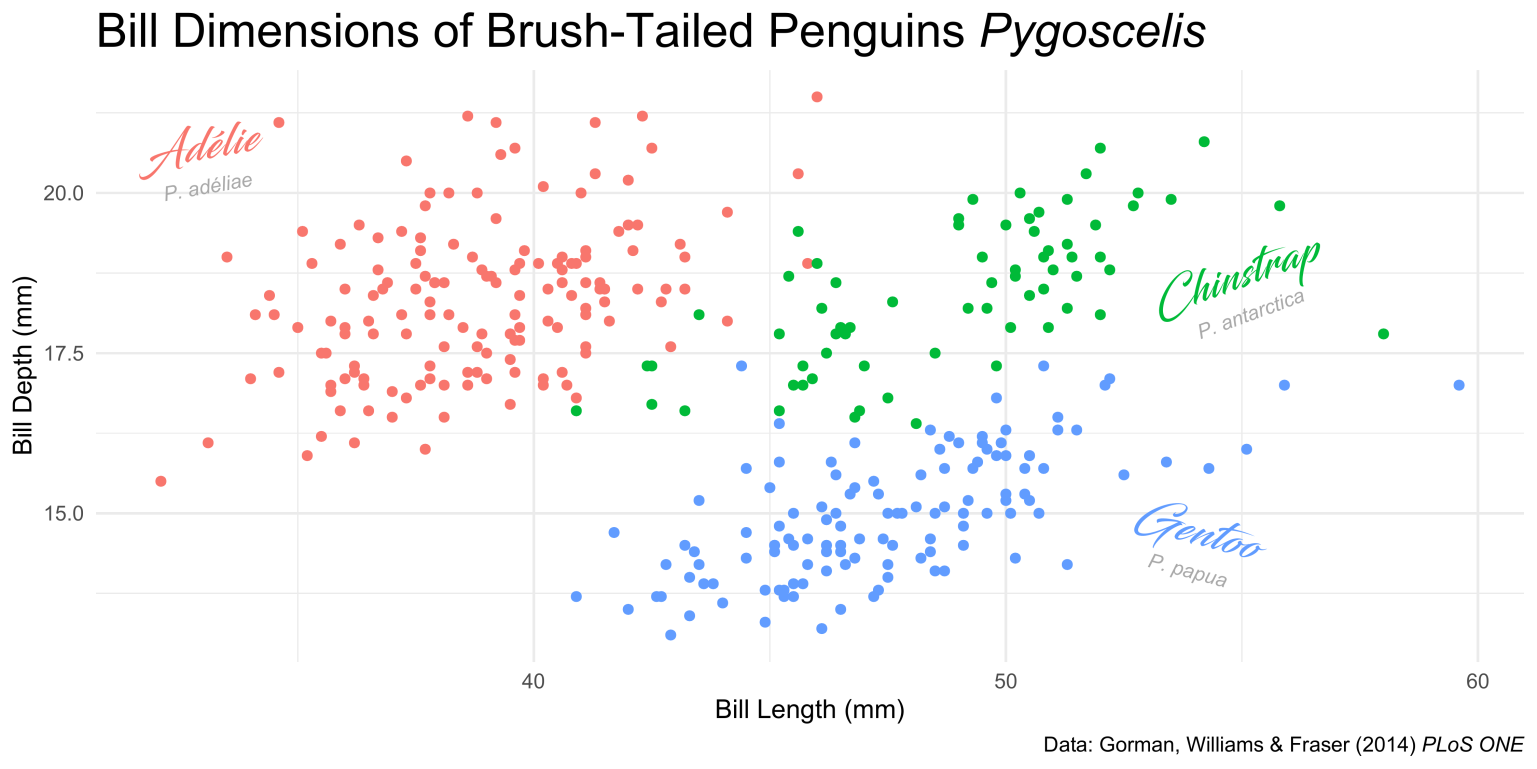 Bill Dimensions of Brush-Tailed Penguins Pygoscelis
Bill Depth (mm)
20.0
17.5
15.0
Adélie
P. adéliae
Chinstrap
P. antarctica
Gentoo
P. papua
40
50
60
Bill Length (mm)
Data: Gorman, Williams & Fraser (2014) PLoS ONE